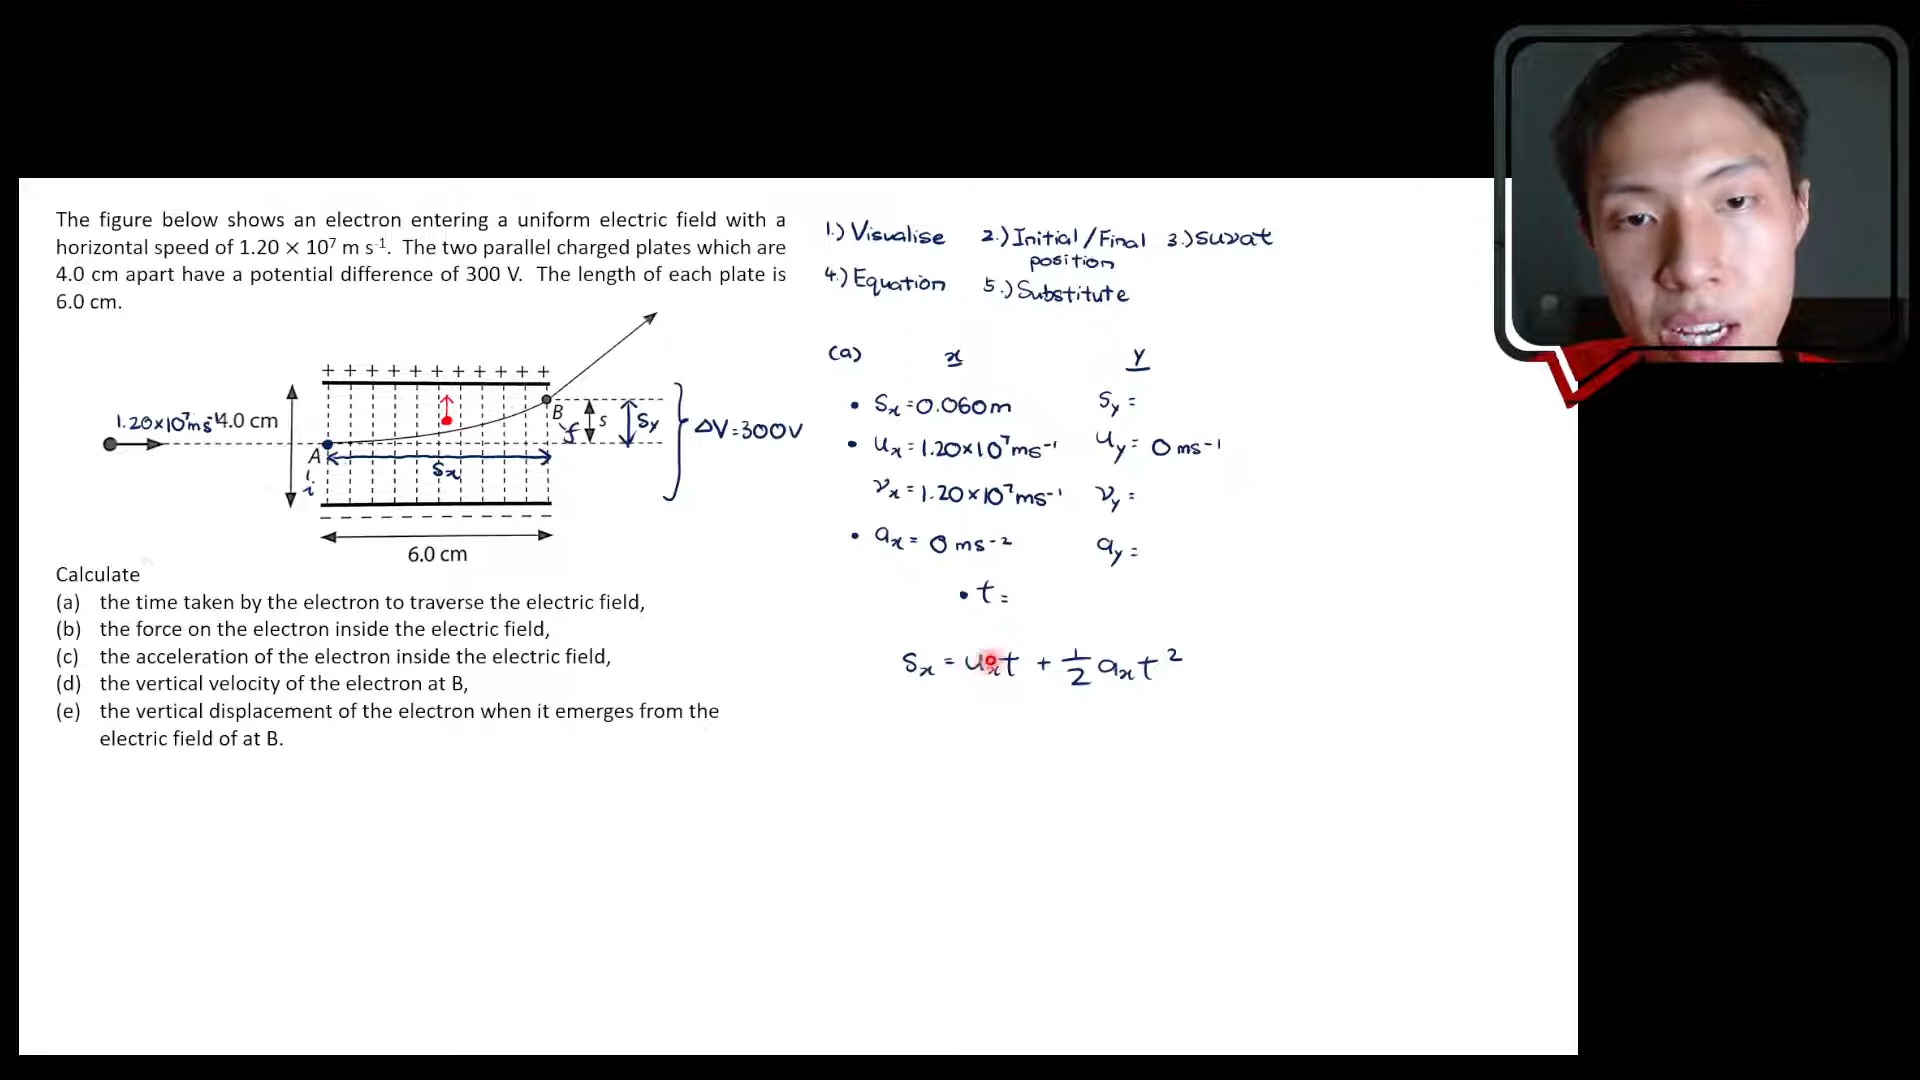 The figure below shows an electron entering a uniform electric field with a
horizontal speed of 1.20 × 10⁷ m s⁻¹. The two parallel charged plates which are
4.0 cm apart have a potential difference of 300 V. The length of each plate is
6.0 cm.
+ + + + + + + + + + +
1.20×10⁷ms⁻¹
4.0 cm
A
i
Sx
B
f
s
Sy
ΔV=300V
6.0 cm
Calculate
(a) the time taken by the electron to traverse the electric field,
(b) the force on the electron inside the electric field,
(c) the acceleration of the electron inside the electric field,
(d) the vertical velocity of the electron at B,
(e) the vertical displacement of the electron when it emerges from the
electric field of at B.
1.) Visualise 2.) Initial/Final 3.) suvat
position
4.) Equation 5.) Substitute
(a) x y
• Sx = 0.060m Sy =
• ux = 1.20×10⁷ms⁻¹ uy = 0 ms⁻¹
vx = 1.20×10⁷ms⁻¹ vy =
• ax = 0 ms⁻² ay =
• t =
Sx = uxt + ½ axt²